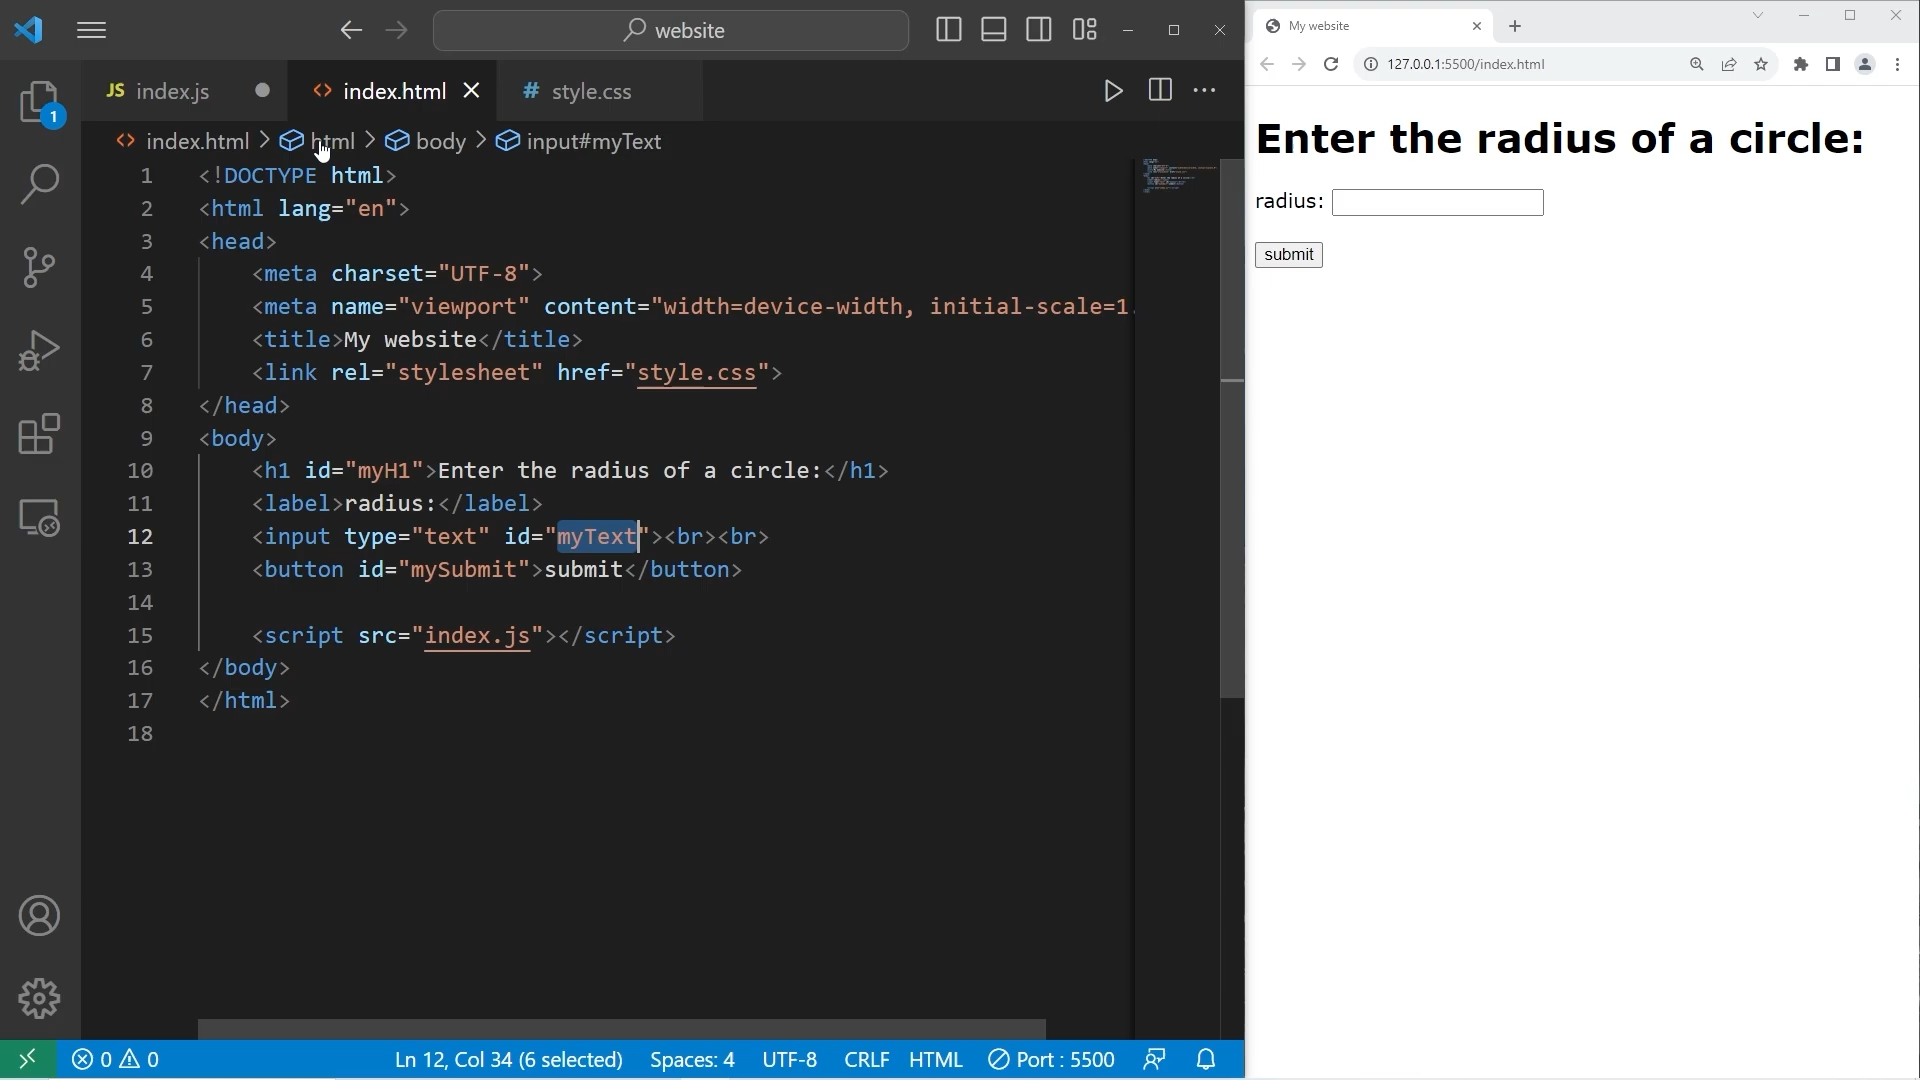 website
JS index.js
<> index.html
# style.css
index.html > html > body > input#myText
1 <!DOCTYPE html>
2 <html lang="en">
3 <head>
4 <meta charset="UTF-8">
5 <meta name="viewport" content="width=device-width, initial-scale=1.
6 <title>My website</title>
7 <link rel="stylesheet" href="style.css">
8 </head>
9 <body>
10 <h1 id="myH1">Enter the radius of a circle:</h1>
11 <label>radius:</label>
12 <input type="text" id="myText"><br><br>
13 <button id="mySubmit">submit</button>
14
15 <script src="index.js"></script>
16 </body>
17 </html>
18
1
0 0
Ln 12, Col 34 (6 selected)
Spaces: 4
UTF-8
CRLF
HTML
Port : 5500
My website
127.0.0.1:5500/index.html
Enter the radius of a circle:
radius:
submit